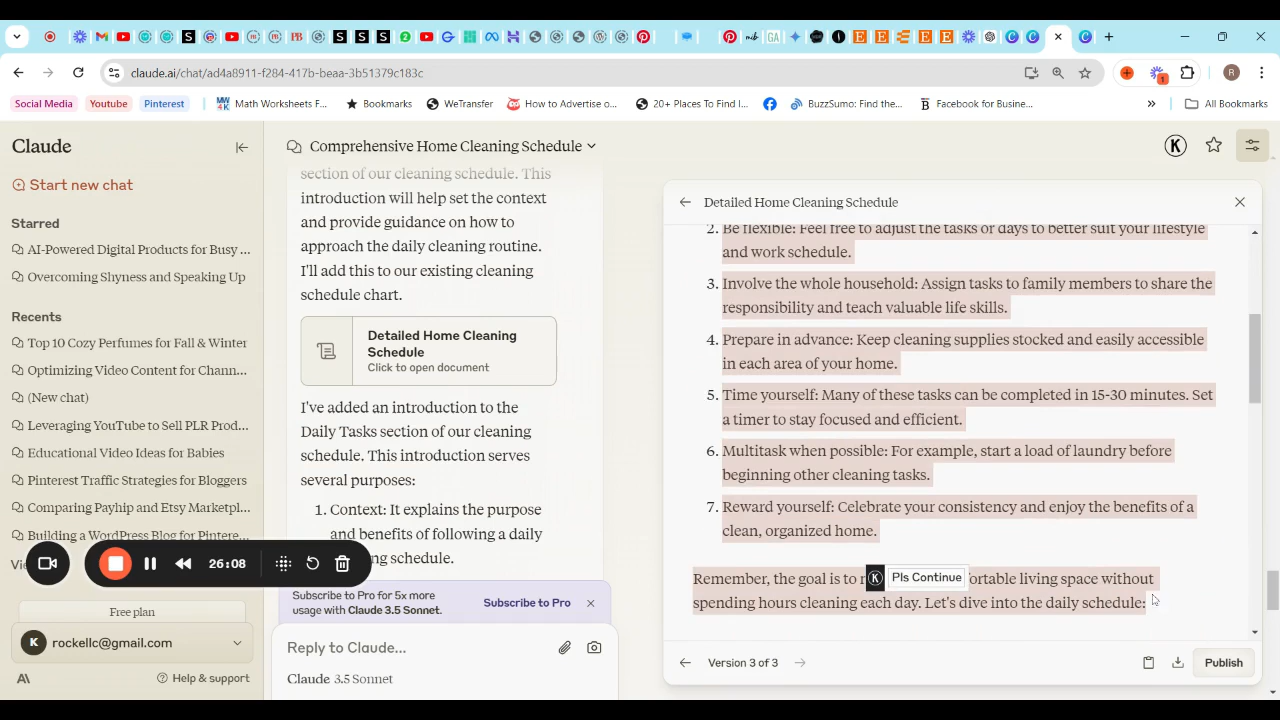 claude.ai/chat/ad4a8911-f284-417b-beaa-3b51379c183c
1
R
Social Media
Youtube
Pinterest
Math Worksheets F...
Bookmarks
WeTransfer
How to Advertise o...
20+ Places To Find I...
BuzzSumo: Find the...
Facebook for Busine...
All Bookmarks
Claude
Start new chat
Starred
AI-Powered Digital Products for Busy ...
Overcoming Shyness and Speaking Up
Recents
Top 10 Cozy Perfumes for Fall & Winter
Optimizing Video Content for Chann...
(New chat)
Leveraging YouTube to Sell PLR Prod...
Educational Video Ideas for Babies
Pinterest Traffic Strategies for Bloggers
Comparing Payhip and Etsy Marketpl...
Building a WordPress Blog for Pintere...
26:08
Free plan
K
rockellc@gmail.com
Help & support
Comprehensive Home Cleaning Schedule
K
section of our cleaning schedule. This
introduction will help set the context
and provide guidance on how to
approach the daily cleaning routine.
I'll add this to our existing cleaning
schedule chart.
Detailed Home Cleaning
Schedule
Click to open document
I've added an introduction to the
Daily Tasks section of our cleaning
schedule. This introduction serves
several purposes:
1. Context: It explains the purpose
and benefits of following a daily
schedule.
Subscribe to Pro for 5x more
usage with Claude 3.5 Sonnet.
Subscribe to Pro
Reply to Claude...
Claude 3.5 Sonnet
Detailed Home Cleaning Schedule
2. Be flexible: Feel free to adjust the tasks or days to better suit your lifestyle
and work schedule.
3. Involve the whole household: Assign tasks to family members to share the
responsibility and teach valuable life skills.
4. Prepare in advance: Keep cleaning supplies stocked and easily accessible
in each area of your home.
5. Time yourself: Many of these tasks can be completed in 15-30 minutes. Set
a timer to stay focused and efficient.
6. Multitask when possible: For example, start a load of laundry before
beginning other cleaning tasks.
7. Reward yourself: Celebrate your consistency and enjoy the benefits of a
clean, organized home.
Remember, the goal is to
K Pls Continue
living space without
spending hours cleaning each day. Let's dive into the daily schedule:
Version 3 of 3
Publish